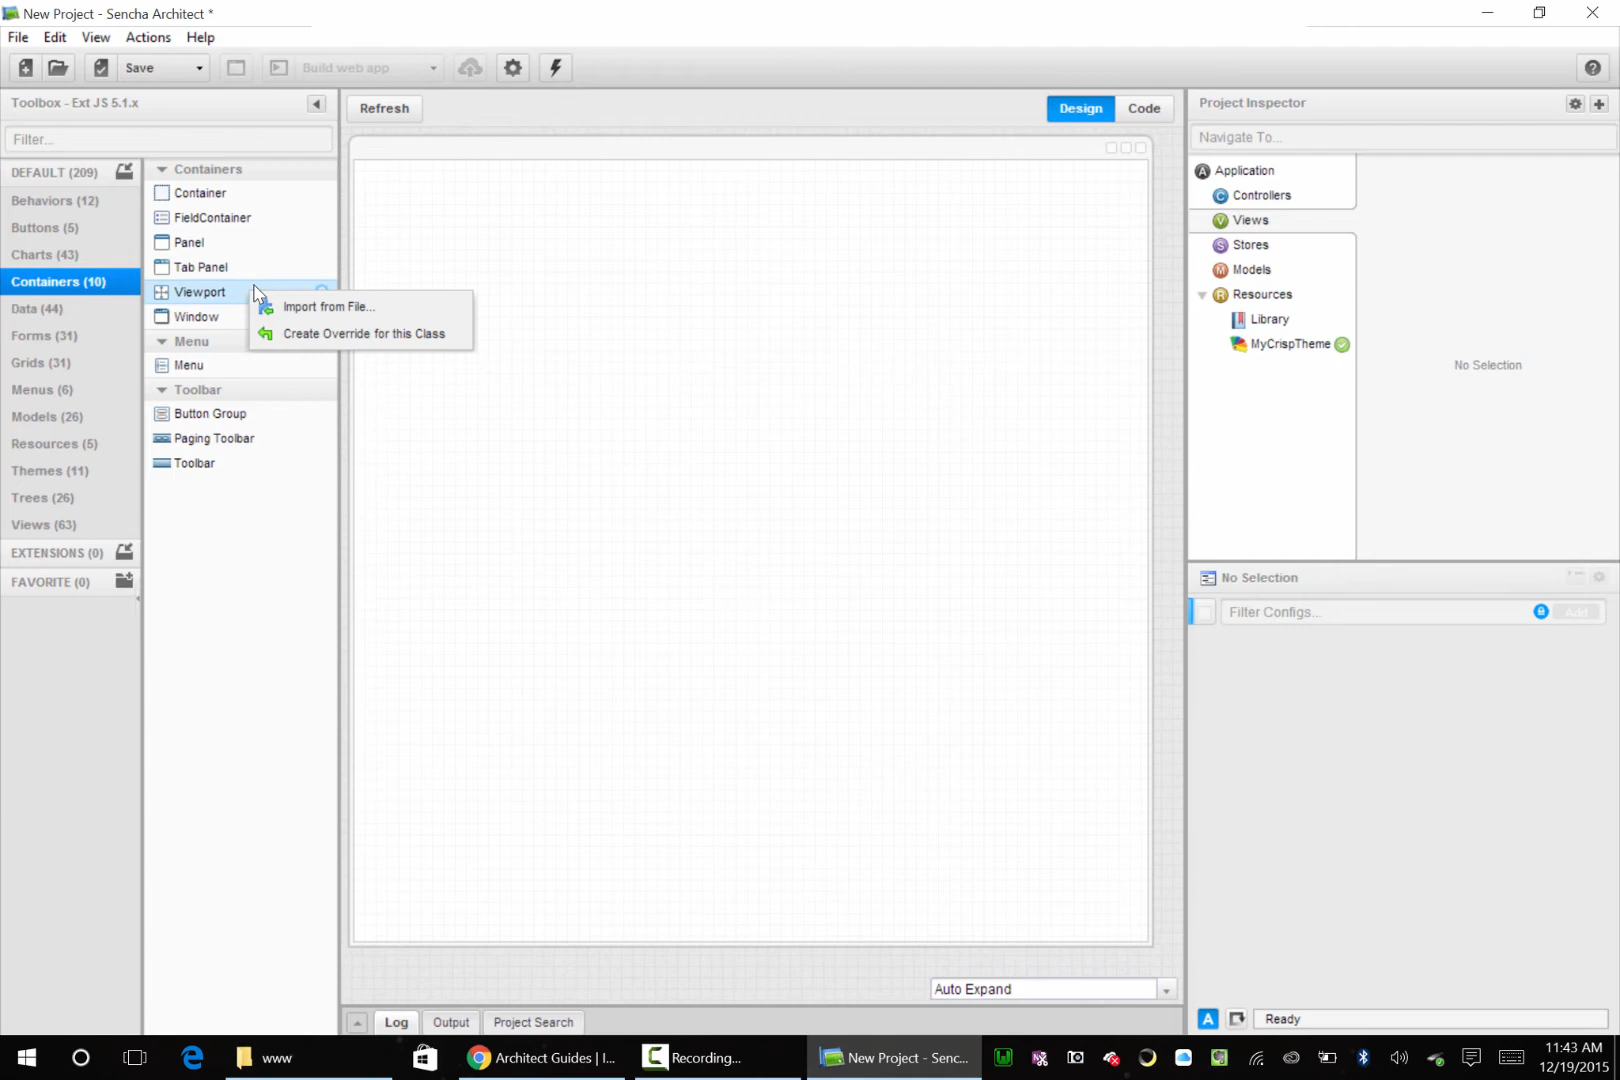 New Project - Sencha Architect *
File Edit View Actions Help
Save Build web app
Toolbox - Ext JS 5.1.x
Filter...
DEFAULT (209)
Behaviors (12)
Buttons (5)
Charts (43)
Containers (10)
Data (44)
Forms (31)
Grids (31)
Menus (6)
Models (26)
Resources (5)
Themes (11)
Trees (26)
Views (63)
EXTENSIONS (0)
FAVORITE (0)
Containers
Container
FieldContainer
Panel
Tab Panel
Viewport
Window
Menu
Menu
Toolbar
Button Group
Paging Toolbar
Toolbar
Import from File...
Create Override for this Class
Refresh
Design Code
Auto Expand
Log Output Project Search
Project Inspector
Navigate To...
Application
Controllers
Views
Stores
Models
Resources
Library
MyCrispTheme
No Selection
No Selection
Filter Configs... Add
Ready
www
Architect Guides | I...
Recording...
New Project - Senc...
11:43 AM
12/19/2015